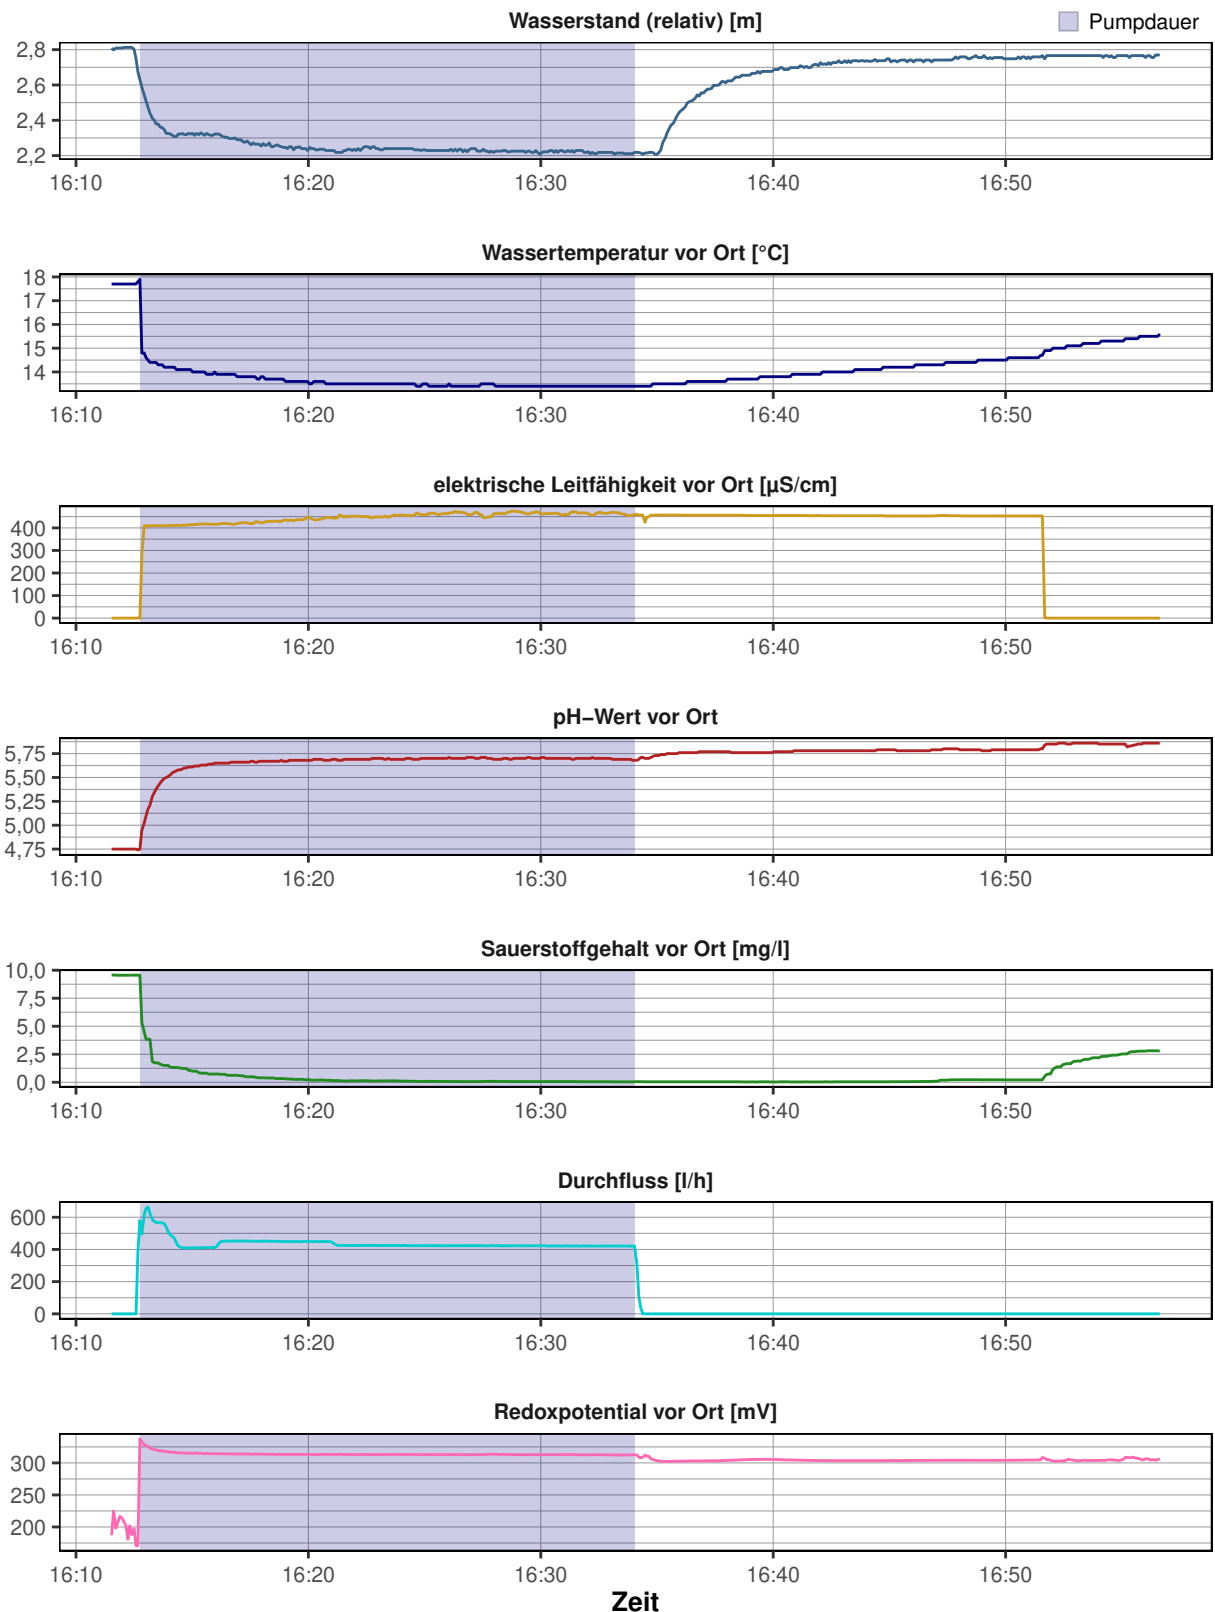 Wasserstand (relativ) [m]
Pumpdauer
2,8
2,6
2,4
2,2
16:10 16:20 16:30 16:40 16:50
Wassertemperatur vor Ort [°C]
18
17
16
15
14
16:10 16:20 16:30 16:40 16:50
elektrische Leitfähigkeit vor Ort [µS/cm]
400
300
200
100
0
16:10 16:20 16:30 16:40 16:50
pH−Wert vor Ort
5,75
5,50
5,25
5,00
4,75
16:10 16:20 16:30 16:40 16:50
Sauerstoffgehalt vor Ort [mg/l]
10,0
7,5
5,0
2,5
0,0
16:10 16:20 16:30 16:40 16:50
Durchfluss [l/h]
600
400
200
0
16:10 16:20 16:30 16:40 16:50
Redoxpotential vor Ort [mV]
300
250
200
16:10 16:20 16:30 16:40 16:50
Zeit